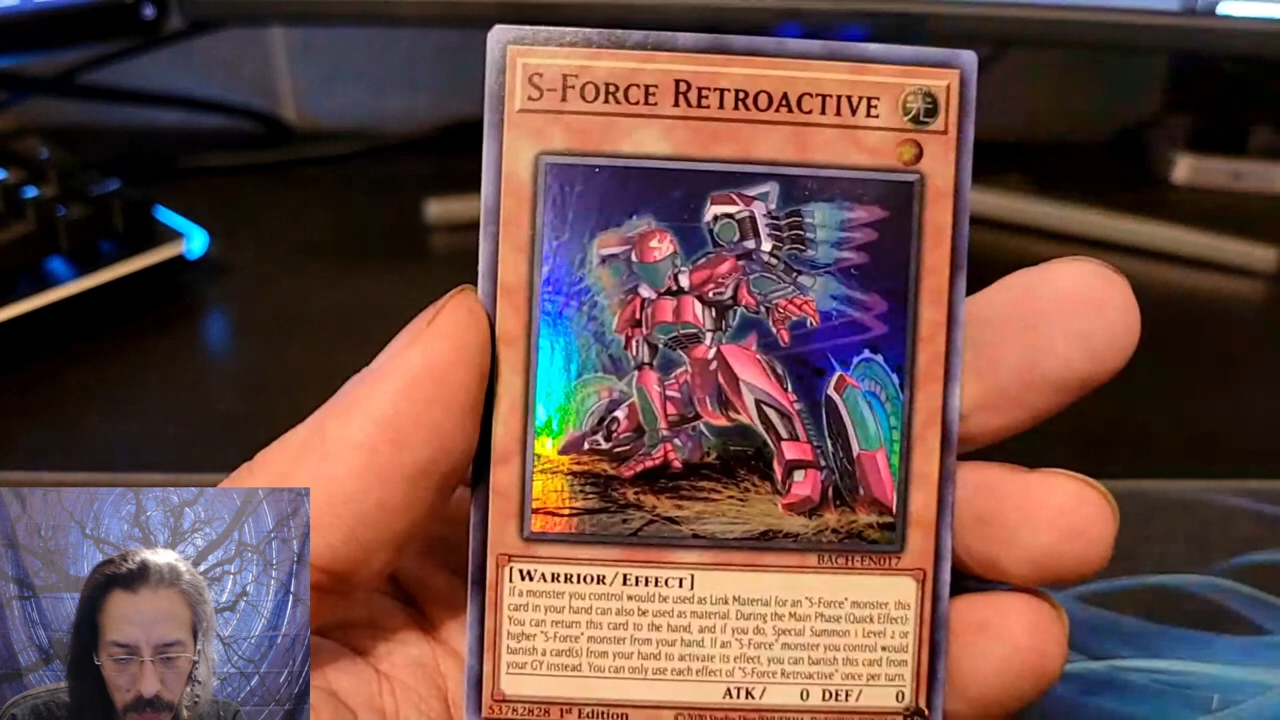 S-Force Retroactive
光
BACH-EN017
[Warrior/Effect]
If a monster you control would be used as Link Material for an "S-Force" monster, this
card in your hand can also be used as material. During the Main Phase (Quick Effect):
You can return this card to the hand, and if you do, Special Summon 1 Level 2 or
higher "S-Force" monster from your hand. If an "S-Force" monster you control would
banish a card(s) from your hand to activate its effect, you can banish this card from
your GY instead. You can only use each effect of "S-Force Retroactive" once per turn.
ATK/ 0 DEF/ 0
53782828 1st Edition
©2020 Studio Dice/SHUEISHA,